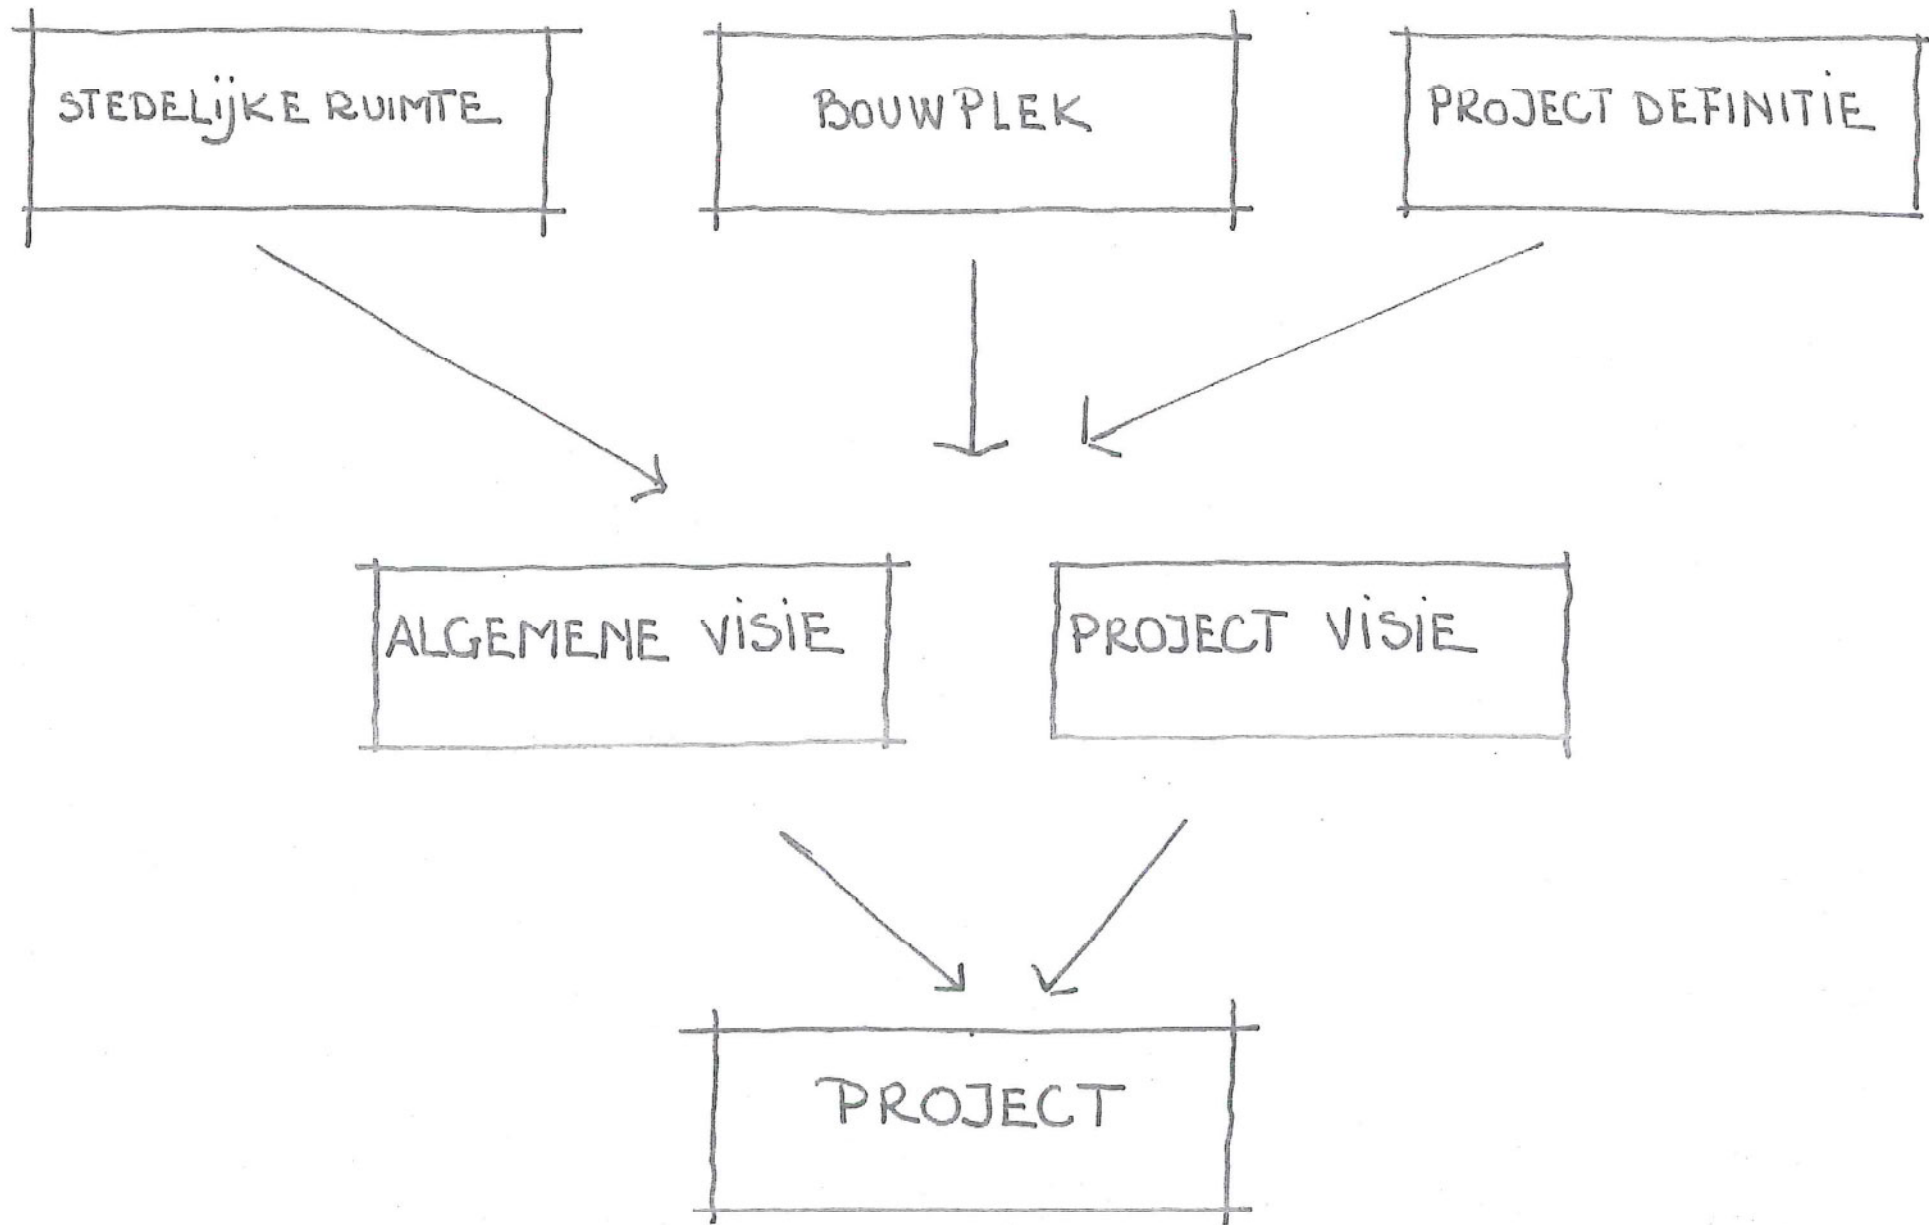 STEDELijKE RUIMTE
BOUWPLEK
PROJECT DEFINITIE
ALGEMENE VISIE
PROJECT VISIE
PROJECT